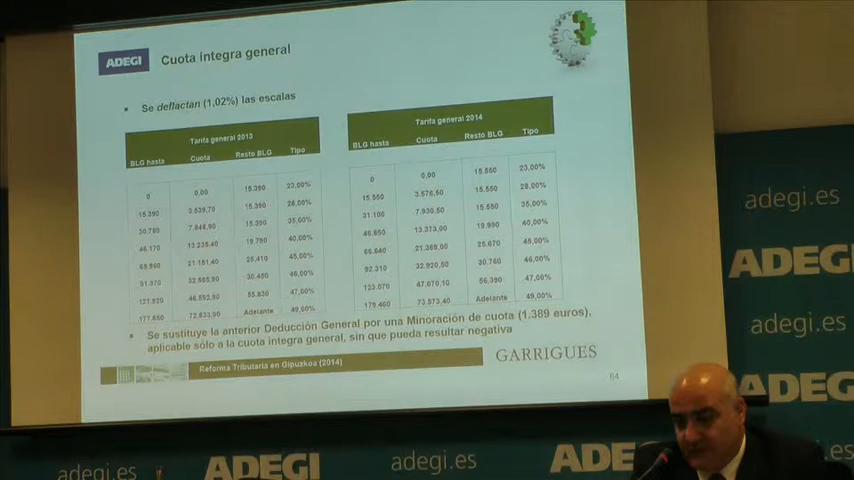 ADEGI
Cuota íntegra general
Se deflactan (1,02%) las escalas
Tarifa general 2013
BLG hasta Cuota Resto BLG Tipo
0 0,00 15.390 23,00%
15.390 3.539,70 15.390 28,00%
30.780 7.848,90 15.390 35,00%
46.170 13.235,40 19.790 40,00%
65.960 21.151,40 25.410 45,00%
91.370 32.585,90 30.450 46,00%
121.820 46.592,90 55.830 47,00%
177.650 72.833,00 Adelante 49,00%
Tarifa general 2014
BLG hasta Cuota Resto BLG Tipo
0 0,00 15.550 23,00%
15.550 3.576,50 15.550 28,00%
31.100 7.930,50 15.550 35,00%
46.650 13.373,00 19.990 40,00%
66.640 21.369,00 25.670 45,00%
92.310 32.920,50 30.760 46,00%
123.070 47.070,10 56.390 47,00%
179.460 73.573,40 Adelante 49,00%
Se sustituye la anterior Deducción General por una Minoración de cuota (1.389 euros),
aplicable sólo a la cuota íntegra general, sin que pueda resultar negativa
Reforma Tributaria en Gipuzkoa (2014)
GARRIGUES
64
adegi.es
ADEGI
adegi.es
ADEGI
adegi.es
ADEGI
adegi.es
ADEGI